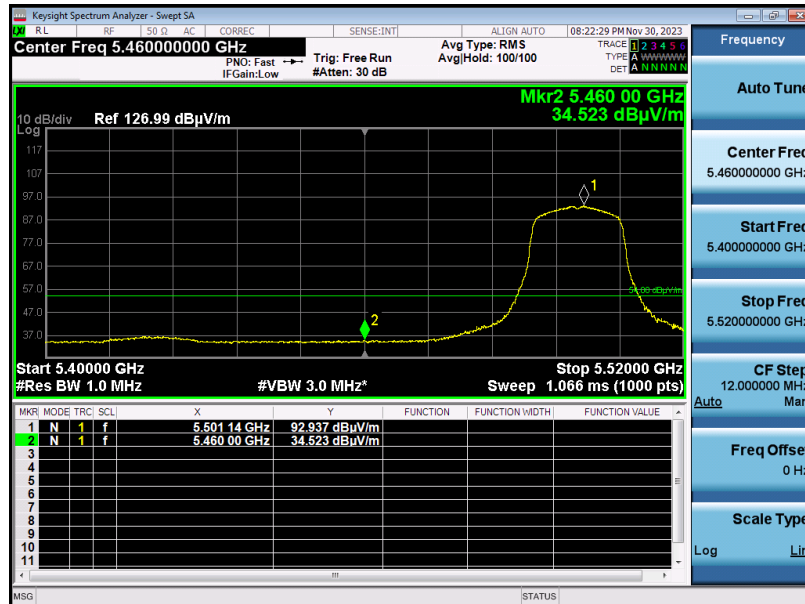 Keysight Spectrum Analyzer - Swept SA
LXI RL RF 50 Ω AC CORREC SENSE:INT ALIGN AUTO 08:22:29 PM Nov 30, 2023
Center Freq 5.460000000 GHz
PNO: Fast
IFGain:Low
Trig: Free Run
#Atten: 30 dB
Avg Type: RMS
Avg|Hold: 100/100
TRACE 1 2 3 4 5 6
TYPE A WWWWW
DET A N N N N N
Mkr2 5.460 00 GHz
34.523 dBµV/m
10 dB/div Ref 126.99 dBµV/m
Log
117
107
97.0
87.0
77.0
67.0
57.0
47.0
37.0
1
2
54.00 dBµV/m
Start 5.40000 GHz Stop 5.52000 GHz
#Res BW 1.0 MHz #VBW 3.0 MHz* Sweep 1.066 ms (1000 pts)
MKR MODE TRC SCL X Y FUNCTION FUNCTION WIDTH FUNCTION VALUE
1 N 1 f 5.501 14 GHz 92.937 dBµV/m
2 N 1 f 5.460 00 GHz 34.523 dBµV/m
3
4
5
6
7
8
9
10
11
MSG STATUS
Frequency
Auto Tune
Center Freq
5.460000000 GHz
Start Freq
5.400000000 GHz
Stop Freq
5.520000000 GHz
CF Step
12.000000 MHz
Auto Man
Freq Offset
0 Hz
Scale Type
Log Lin